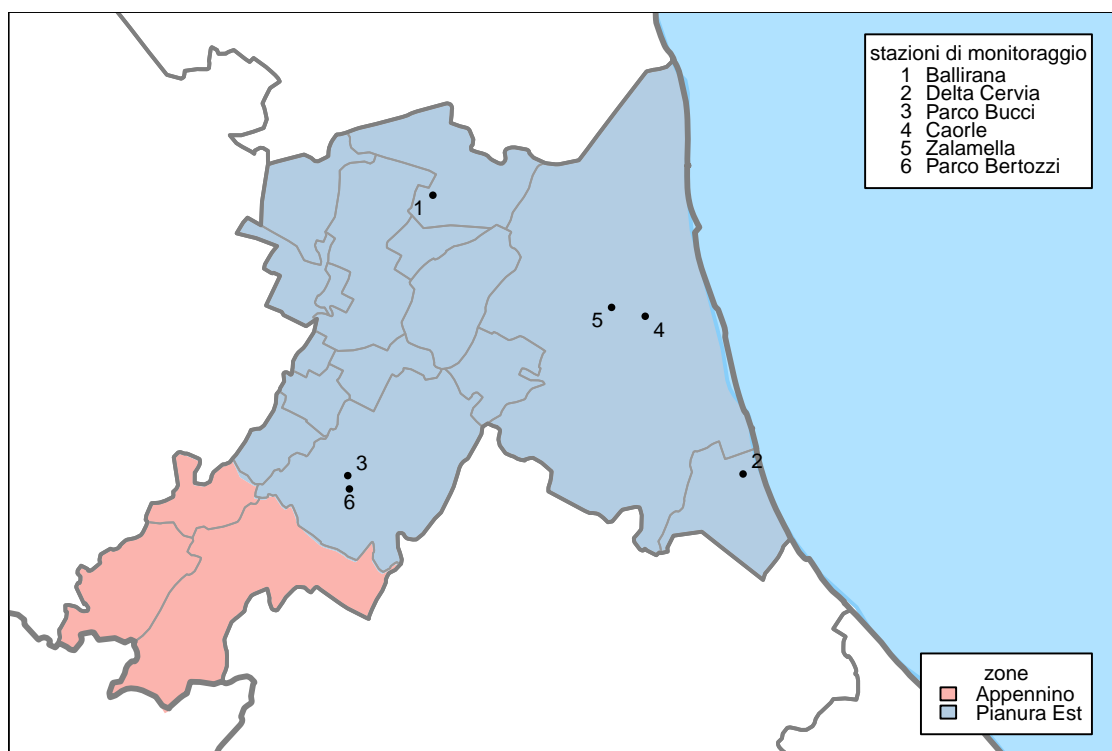 stazioni di monitoraggio
1 Ballirana
2 Delta Cervia
3 Parco Bucci
4 Caorle
5 Zalamella
6 Parco Bertozzi
1
5
4
2
3
6
zone
Appennino
Pianura Est